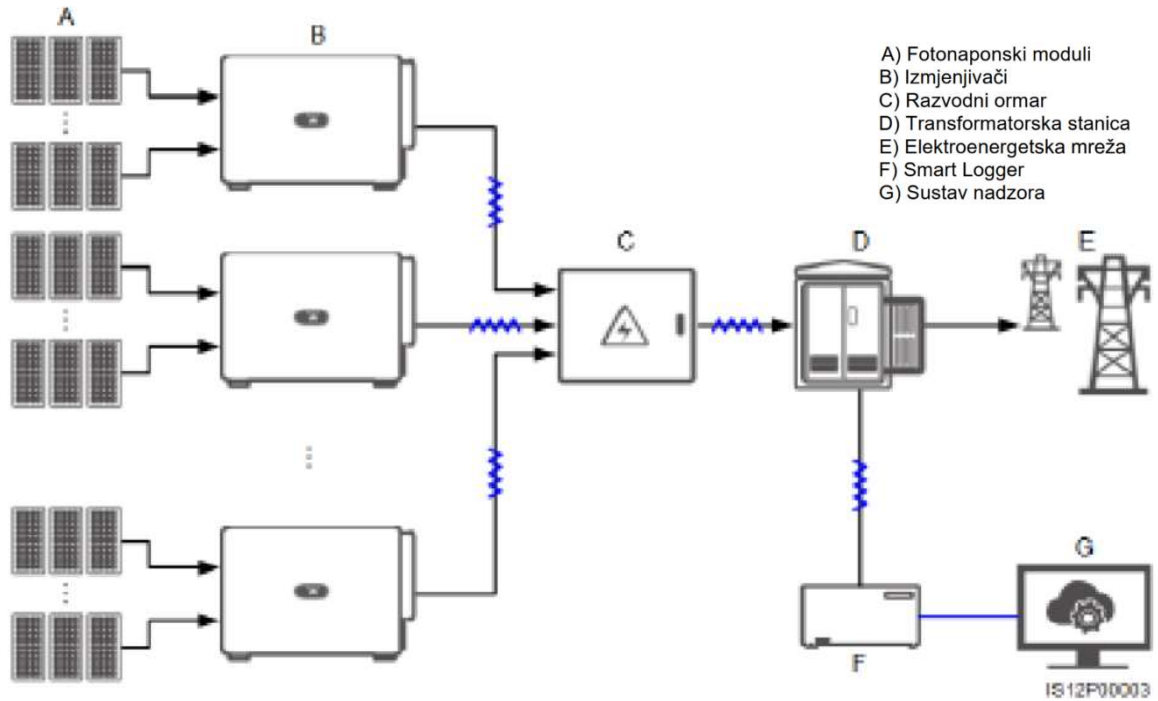 A
B
A) Fotonaponski moduli
B) Izmjenjivači
C) Razvodni ormar
D) Transformatorska stanica
E) Elektroenergetska mreža
F) Smart Logger
G) Sustav nadzora
C
D
E
G
F
IS12P00003